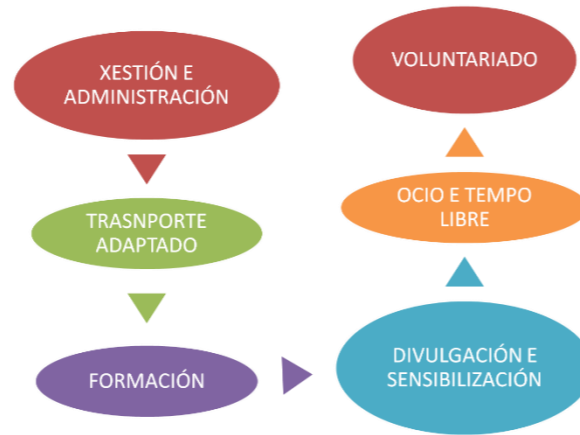 XESTIÓN E
ADMINISTRACIÓN
TRASNPORTE
ADAPTADO
FORMACIÓN
DIVULGACIÓN E
SENSIBILIZACIÓN
OCIO E TEMPO
LIBRE
VOLUNTARIADO